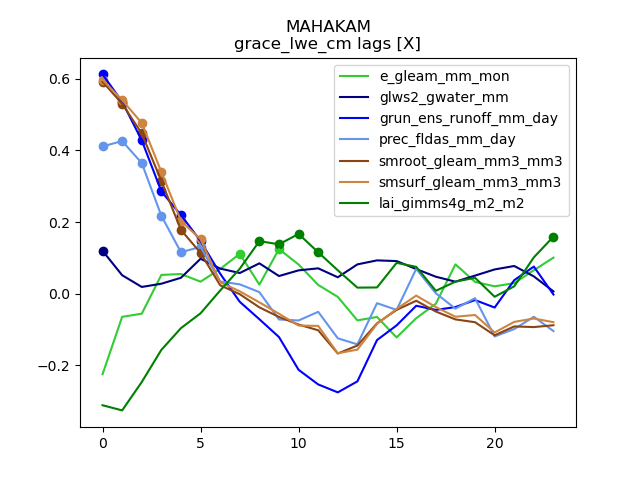 MAHAKAM
grace_lwe_cm lags [X]
e_gleam_mm_mon
glws2_gwater_mm
grun_ens_runoff_mm_day
prec_fldas_mm_day
smroot_gleam_mm3_mm3
smsurf_gleam_mm3_mm3
lai_gimms4g_m2_m2
0.6
0.4
0.2
0.0
−0.2
0 5 10 15 20